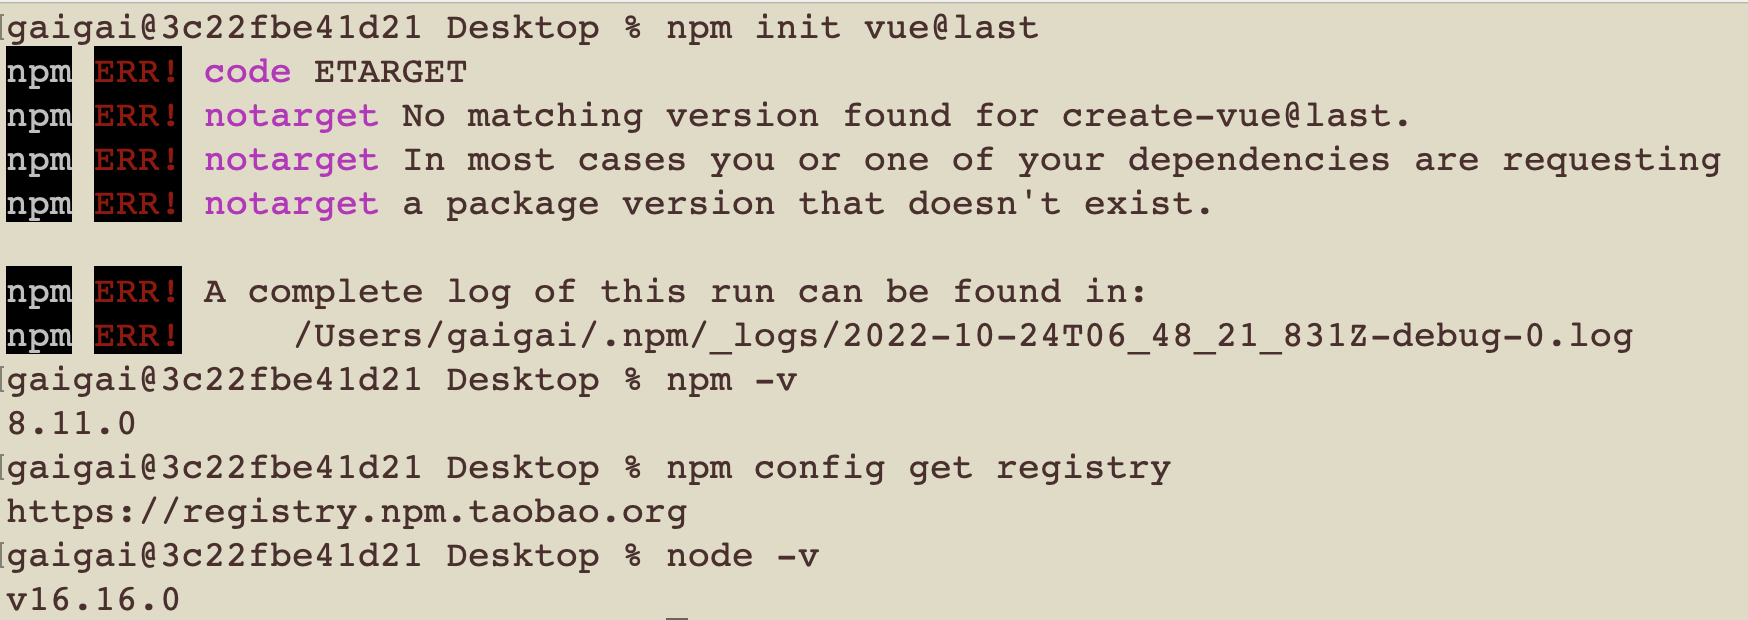 gaigai@3c22fbe41d21 Desktop % npm init vue@last
npm ERR! code ETARGET
npm ERR! notarget No matching version found for create-vue@last.
npm ERR! notarget In most cases you or one of your dependencies are requesting
npm ERR! notarget a package version that doesn't exist.
npm ERR! A complete log of this run can be found in:
npm ERR!     /Users/gaigai/.npm/_logs/2022-10-24T06_48_21_831Z-debug-0.log
gaigai@3c22fbe41d21 Desktop % npm -v
8.11.0
gaigai@3c22fbe41d21 Desktop % npm config get registry
https://registry.npm.taobao.org
gaigai@3c22fbe41d21 Desktop % node -v
v16.16.0